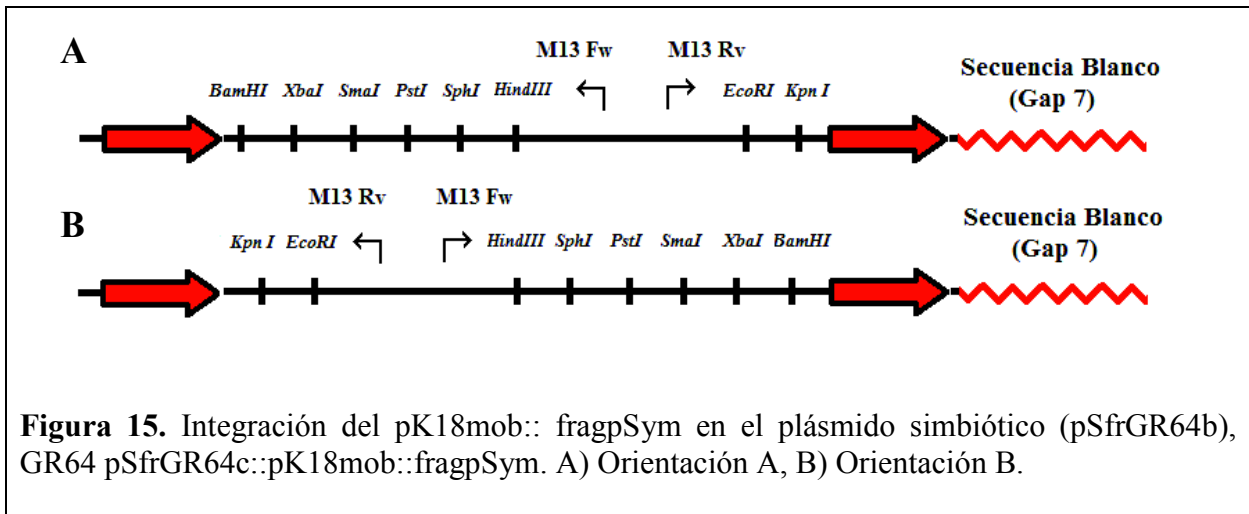 A
M13 Fw M13 Rv
BamHI XbaI SmaI PstI SphI HindIII EcoRI Kpn I
Secuencia Blanco
(Gap 7)
B
M13 Rv M13 Fw
Kpn I EcoRI HindIII SphI PstI SmaI XbaI BamHI
Secuencia Blanco
(Gap 7)
Figura 15. Integración del pK18mob:: fragpSym en el plásmido simbiótico (pSfrGR64b),
GR64 pSfrGR64c::pK18mob::fragpSym. A) Orientación A, B) Orientación B.